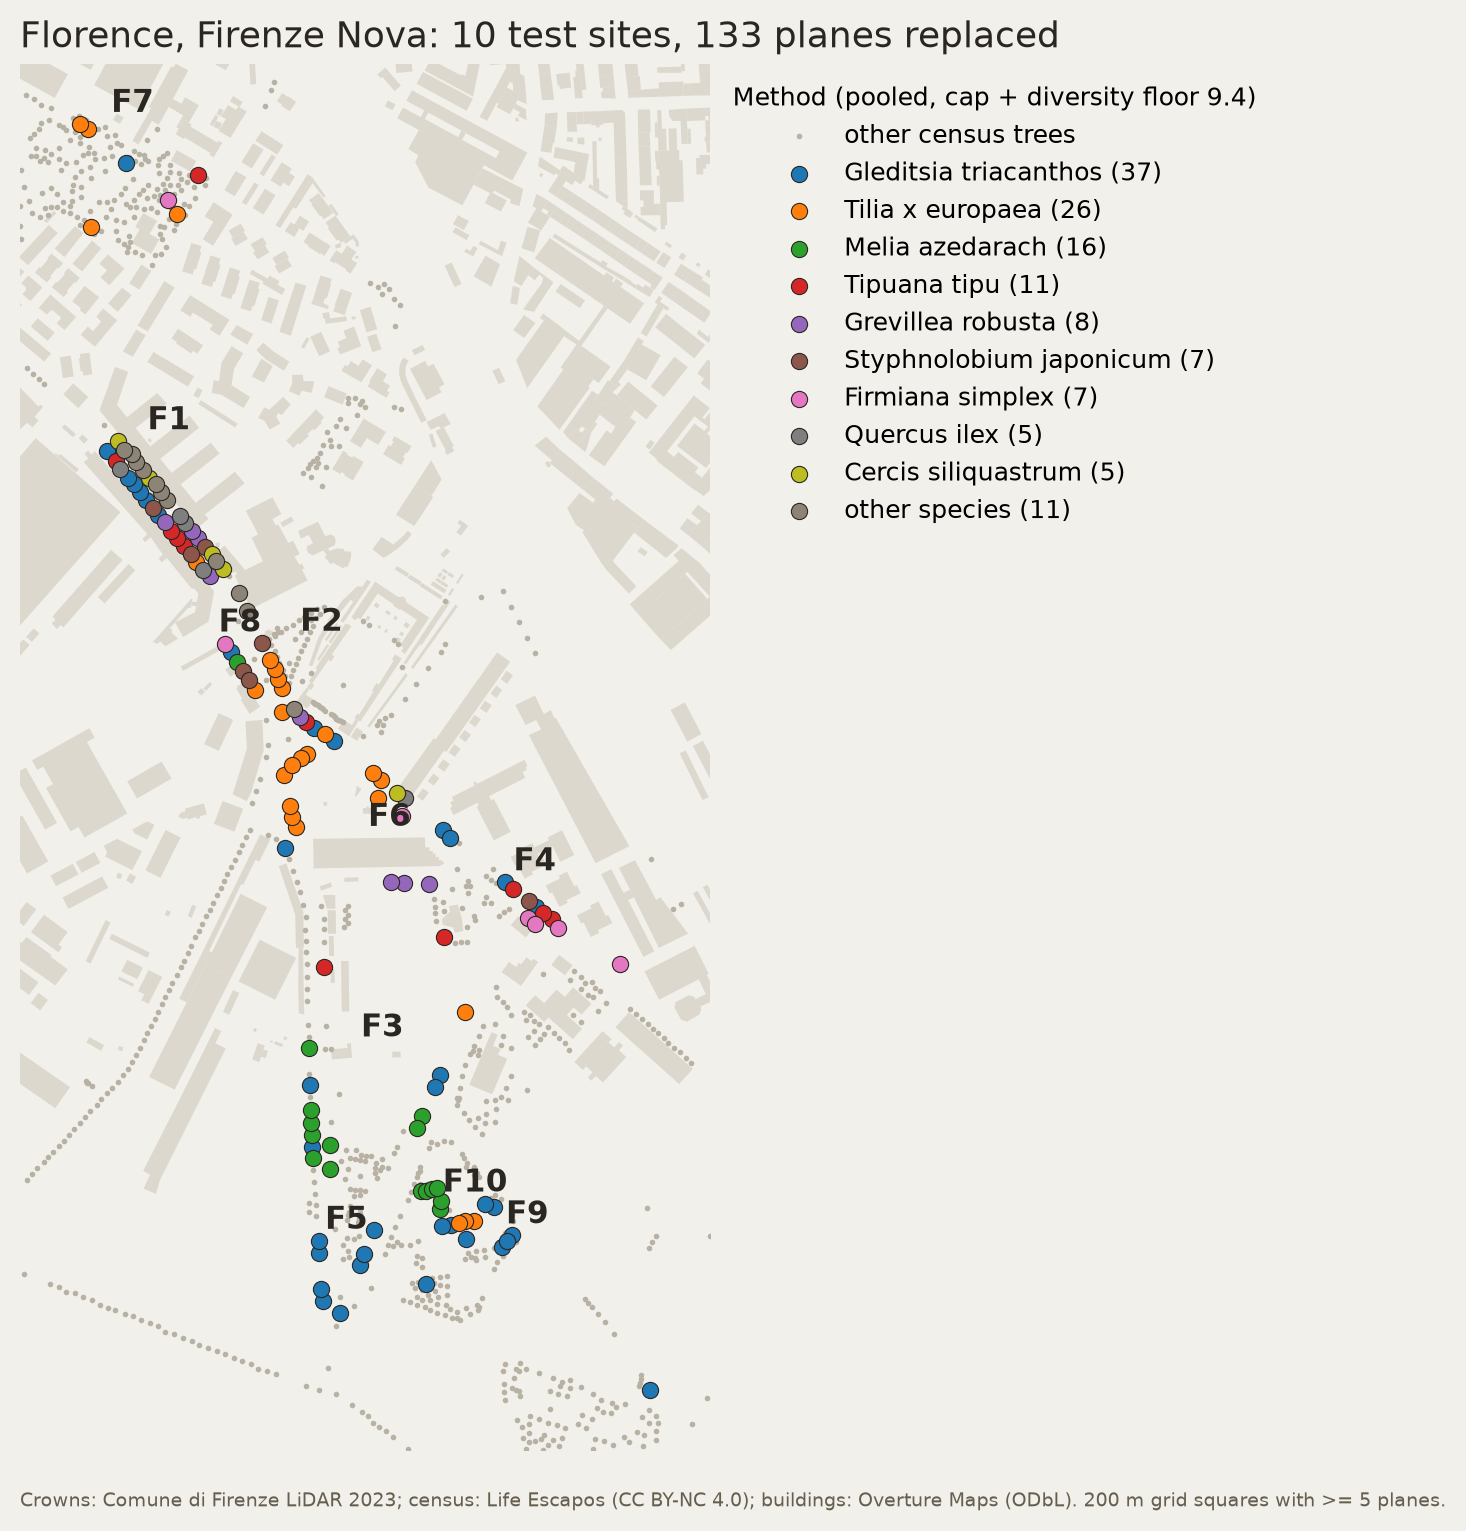 Florence, Firenze Nova: 10 test sites, 133 planes replaced
F7
Method (pooled, cap + diversity floor 9.4)
other census trees
Gleditsia triacanthos (37)
Tilia x europaea (26)
Melia azedarach (16)
Tipuana tipu (11)
Grevillea robusta (8)
Styphnolobium japonicum (7)
Firmiana simplex (7)
Quercus ilex (5)
Cercis siliquastrum (5)
other species (11)
F1
F8
F2
F6
F4
F3
F10
F9
F5
Crowns: Comune di Firenze LiDAR 2023; census: Life Escapos (CC BY-NC 4.0); buildings: Overture Maps (ODbL). 200 m grid squares with >= 5 planes.